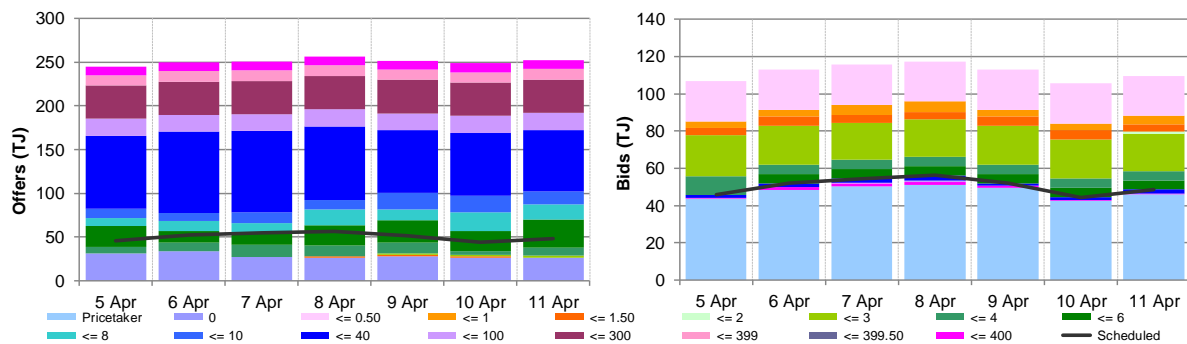 300
250
200
150
100
50
0
Offers (TJ)
5 Apr 6 Apr 7 Apr 8 Apr 9 Apr 10 Apr 11 Apr
140
120
100
80
60
40
20
0
Bids (TJ)
5 Apr 6 Apr 7 Apr 8 Apr 9 Apr 10 Apr 11 Apr
Pricetaker 0 <= 0.50 <= 1 <= 1.50 <= 2 <= 3 <= 4 <= 6
<= 8 <= 10 <= 40 <= 100 <= 300 <= 399 <= 399.50 <= 400 Scheduled